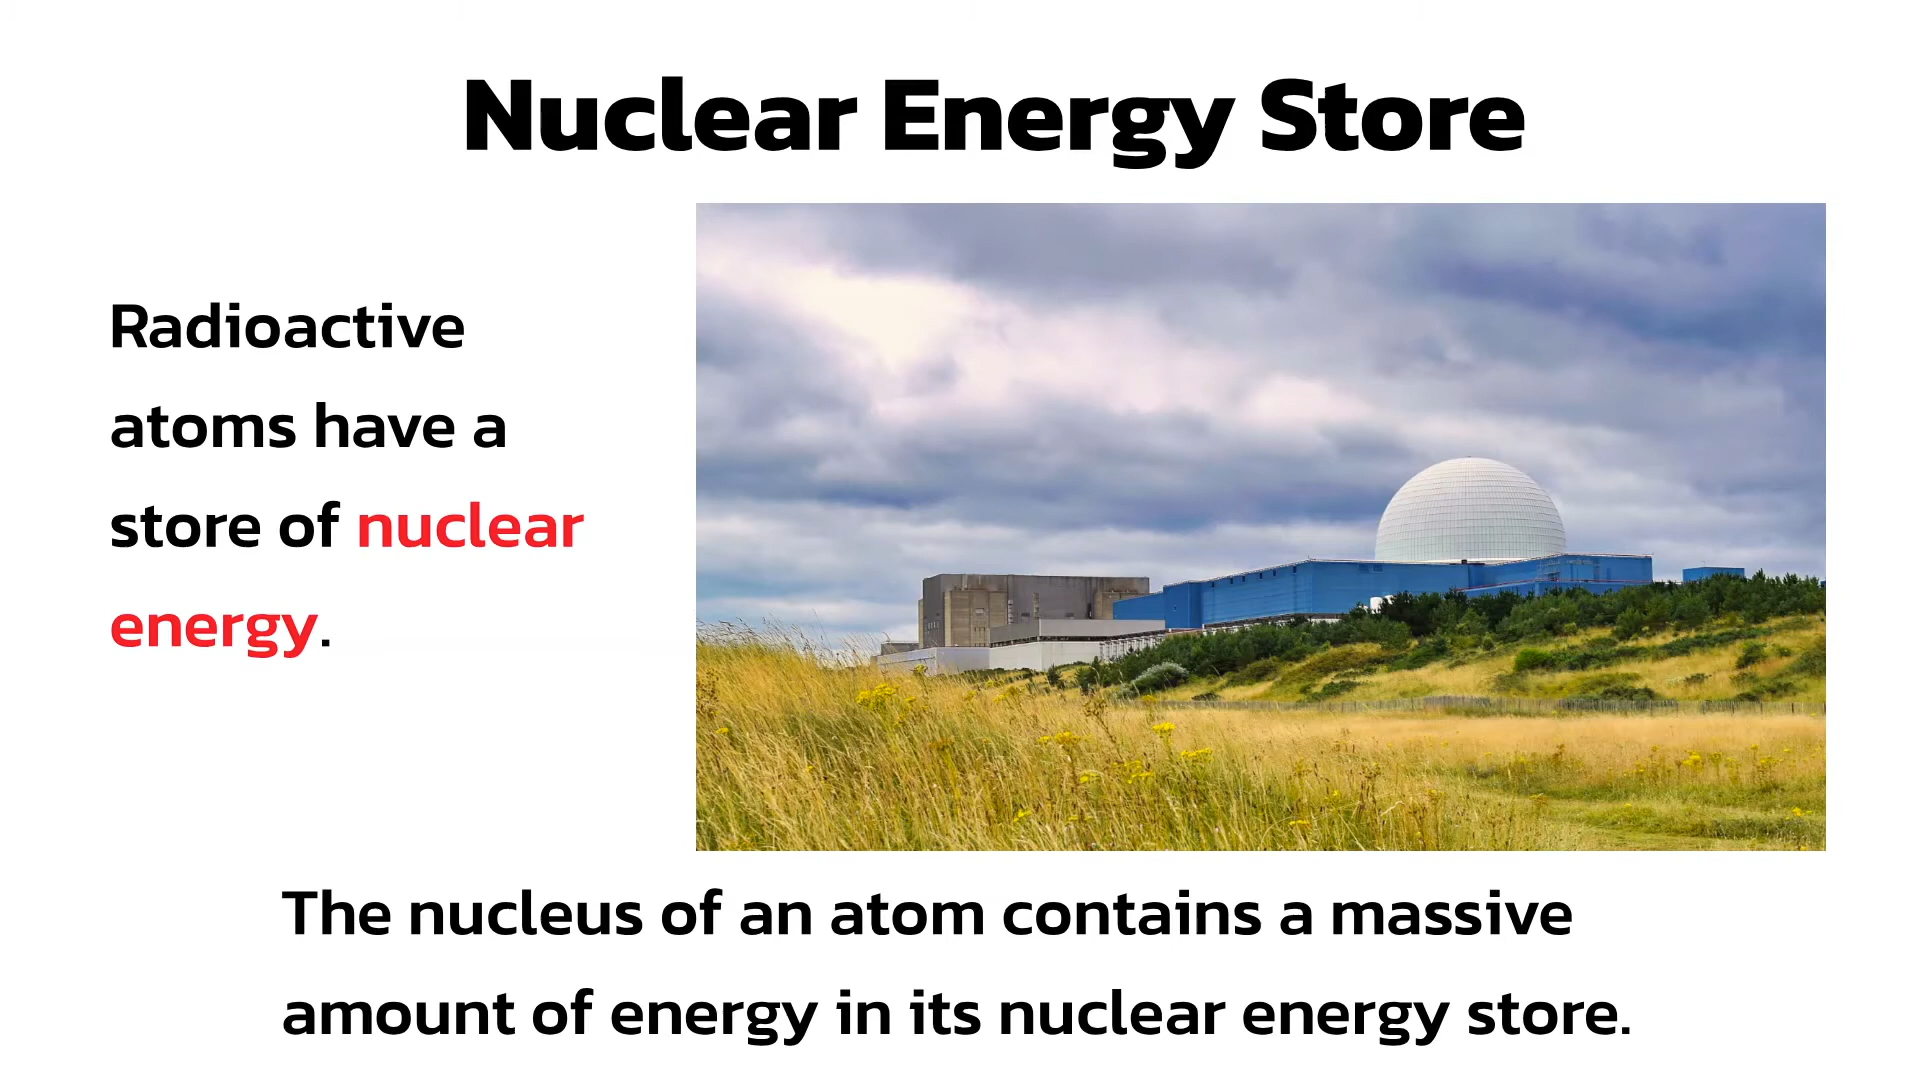 Nuclear Energy Store
Radioactive
atoms have a
store of nuclear
energy.
The nucleus of an atom contains a massive
amount of energy in its nuclear energy store.